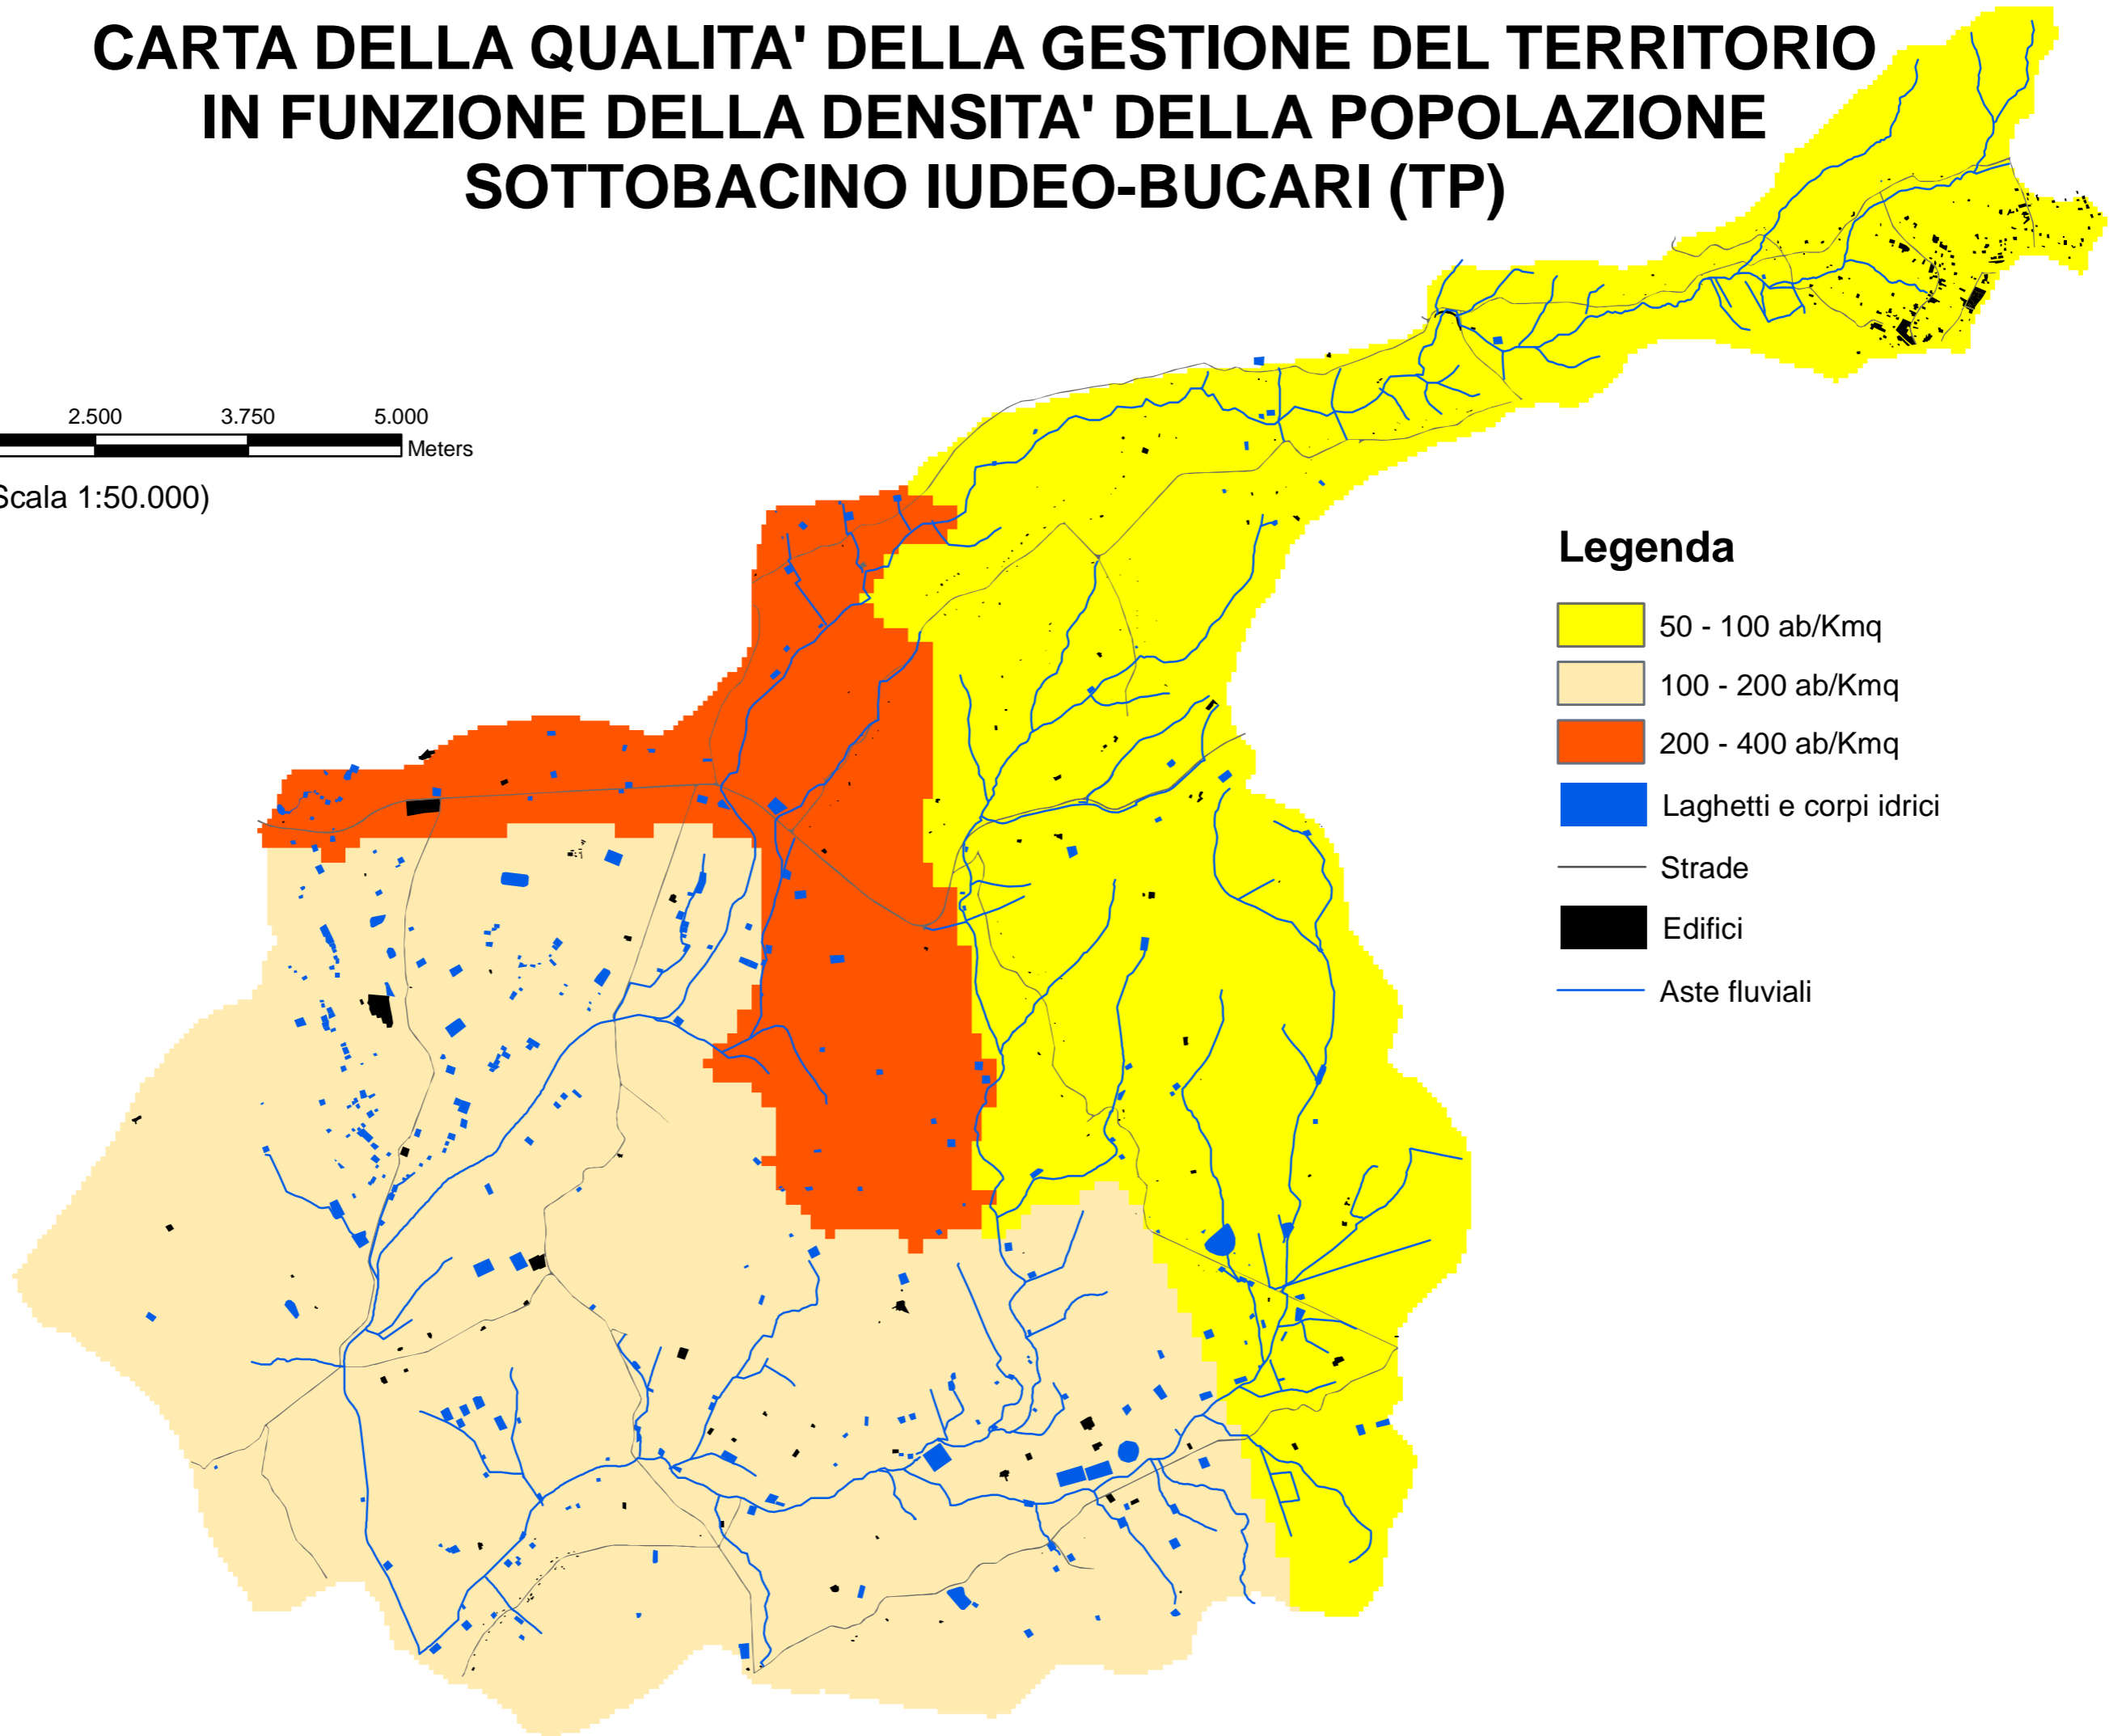 CARTA DELLA QUALITA' DELLA GESTIONE DEL TERRITORIO
IN FUNZIONE DELLA DENSITA' DELLA POPOLAZIONE
SOTTOBACINO IUDEO-BUCARI (TP)
2.500 3.750 5.000
Meters
Scala 1:50.000)
Legenda
50 - 100 ab/Kmq
100 - 200 ab/Kmq
200 - 400 ab/Kmq
Laghetti e corpi idrici
Strade
Edifici
Aste fluviali